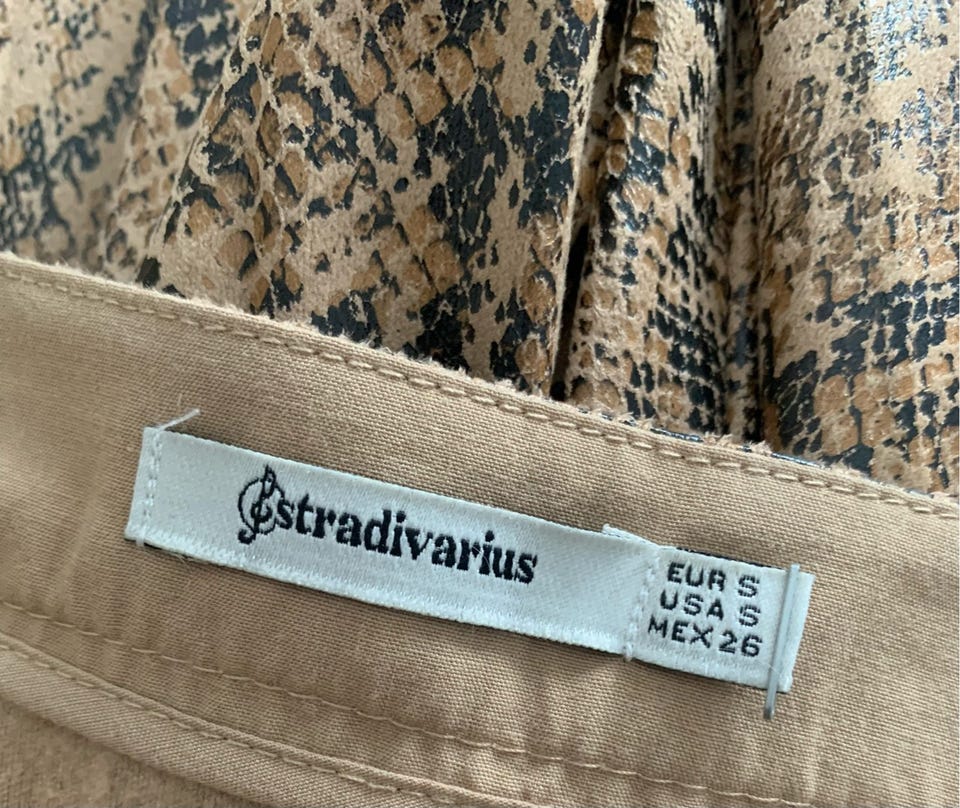 stradivarius
EUR S
USA S
MEX 26